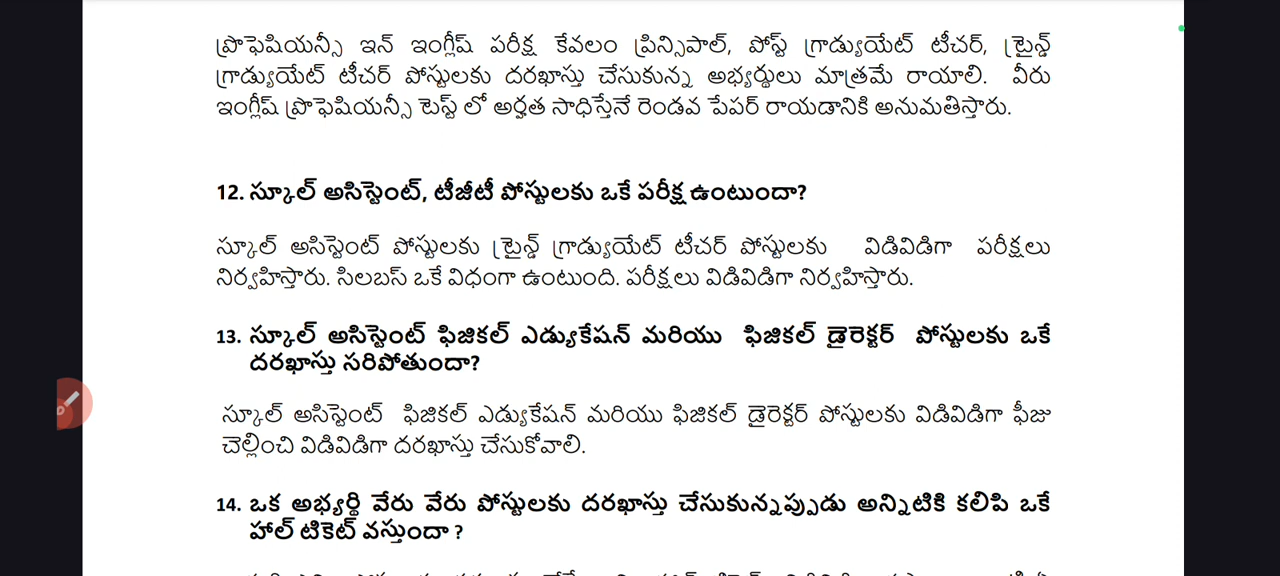 ప్రొఫెషియన్సీ ఇన్ ఇంగ్లీష్ పరీక్ష కేవలం ప్రిన్సిపాల్, పోస్ట్ గ్రాడ్యుయేట్ టీచర్, ట్రైన్డ్
గ్రాడ్యుయేట్ టీచర్ పోస్టులకు దరఖాస్తు చేసుకున్న అభ్యర్థులు మాత్రమే రాయాలి. వీరు
ఇంగ్లీష్ ప్రొఫెషియన్సీ టెస్ట్ లో అర్హత సాధిస్తేనే రెండవ పేపర్ రాయడానికి అనుమతిస్తారు.
12. స్కూల్ అసిస్టెంట్, టీజీటీ పోస్టులకు ఒకే పరీక్ష ఉంటుందా?
స్కూల్ అసిస్టెంట్ పోస్టులకు ట్రైన్డ్ గ్రాడ్యుయేట్ టీచర్ పోస్టులకు విడివిడిగా పరీక్షలు
నిర్వహిస్తారు. సిలబస్ ఒకే విధంగా ఉంటుంది. పరీక్షలు విడివిడిగా నిర్వహిస్తారు.
13. స్కూల్ అసిస్టెంట్ ఫిజికల్ ఎడ్యుకేషన్ మరియు ఫిజికల్ డైరెక్టర్ పోస్టులకు ఒకే
దరఖాస్తు సరిపోతుందా?
స్కూల్ అసిస్టెంట్ ఫిజికల్ ఎడ్యుకేషన్ మరియు ఫిజికల్ డైరెక్టర్ పోస్టులకు విడివిడిగా ఫీజు
చెల్లించి విడివిడిగా దరఖాస్తు చేసుకోవాలి.
14. ఒక అభ్యర్థి వేరు వేరు పోస్టులకు దరఖాస్తు చేసుకున్నప్పుడు అన్నిటికి కలిపి ఒకే
హాల్ టికెట్ వస్తుందా ?